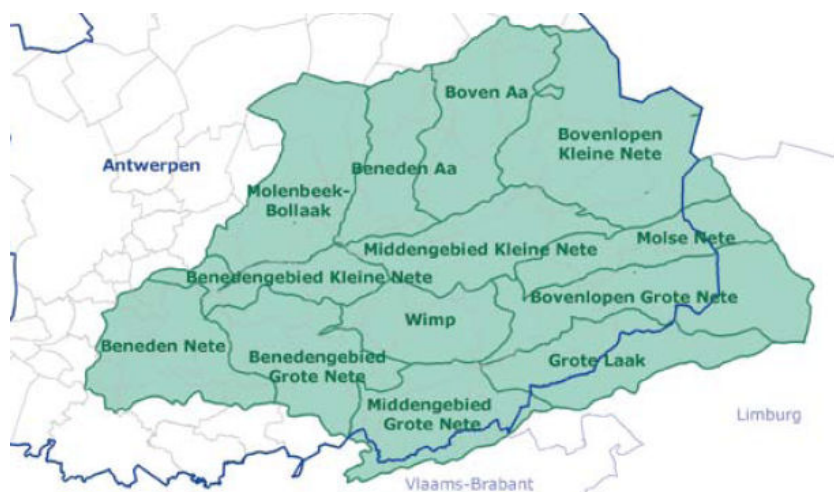 Boven Aa
Bovenlopen
Kleine Nete
Antwerpen
Beneden Aa
Molenbeek-
Bollaak
Molse Nete
Middengebied Kleine Nete
Benedengebied Kleine Nete
Bovenlopen Grote Nete
Wimp
Beneden Nete
Benedengebied
Grote Nete
Grote Laak
Middengebied
Grote Nete
Limburg
Vlaams-Brabant